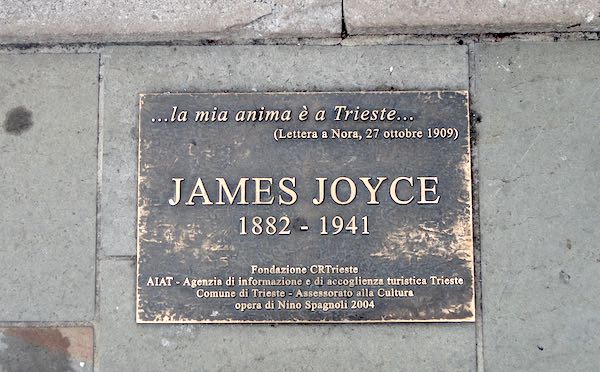 ...la mia anima è a Trieste...
(Lettera a Nora, 27 ottobre 1909)
JAMES JOYCE
1882 - 1941
Fondazione CRTrieste
AIAT - Agenzia di informazione e di accoglienza turistica Trieste
Comune di Trieste - Assessorato alla Cultura
opera di Nino Spagnoli 2004